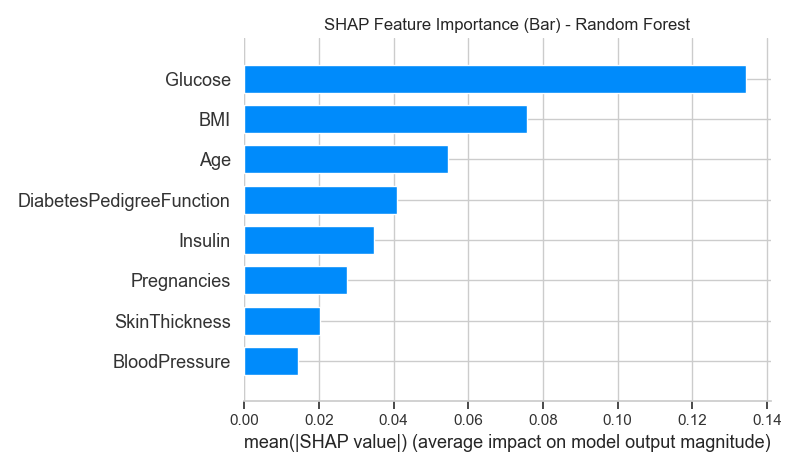 SHAP Feature Importance (Bar) - Random Forest
Glucose
BMI
Age
DiabetesPedigreeFunction
Insulin
Pregnancies
SkinThickness
BloodPressure
0.00 0.02 0.04 0.06 0.08 0.10 0.12 0.14
mean(|SHAP value|) (average impact on model output magnitude)